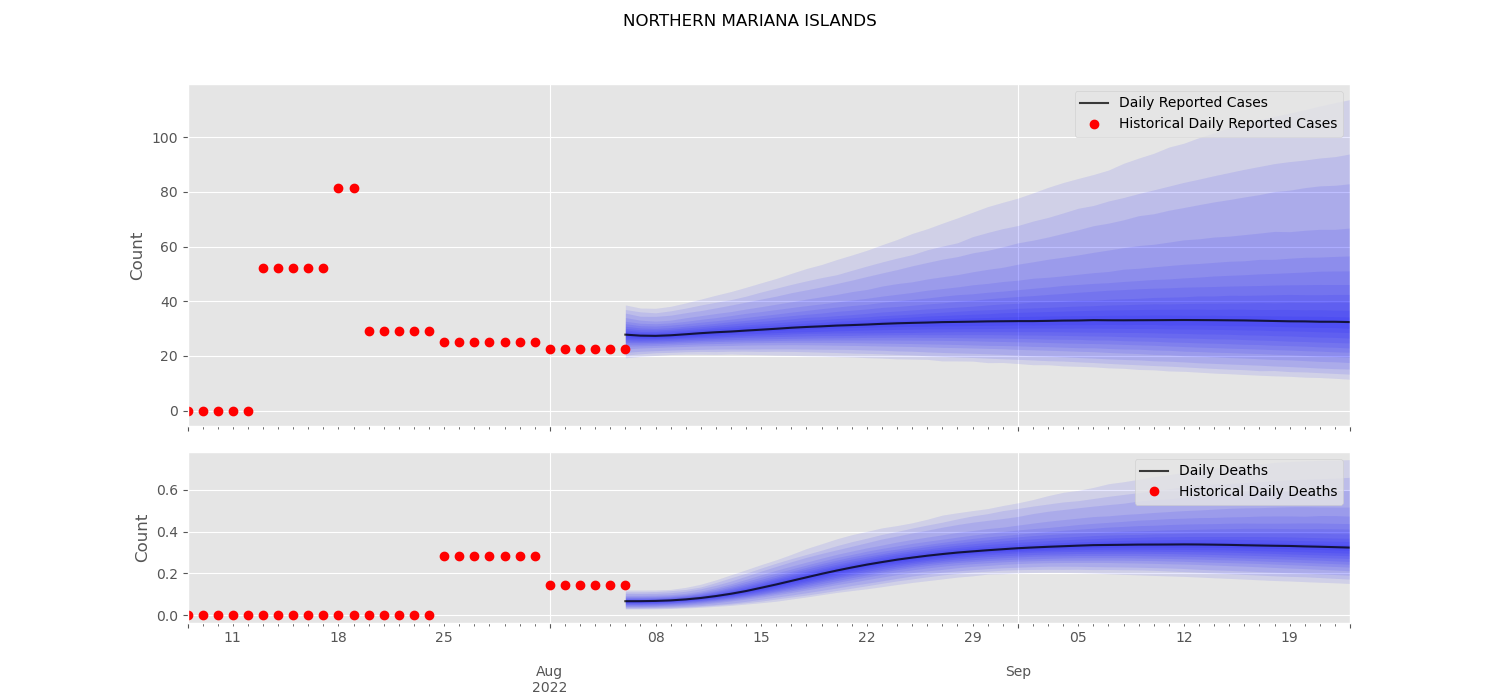 NORTHERN MARIANA ISLANDS
Daily Reported Cases
Historical Daily Reported Cases
Count
100
80
60
40
20
0
Daily Deaths
Historical Daily Deaths
Count
0.6
0.4
0.2
0.0
11 18 25 08 15 22 29 05 12 19
Aug Sep
2022